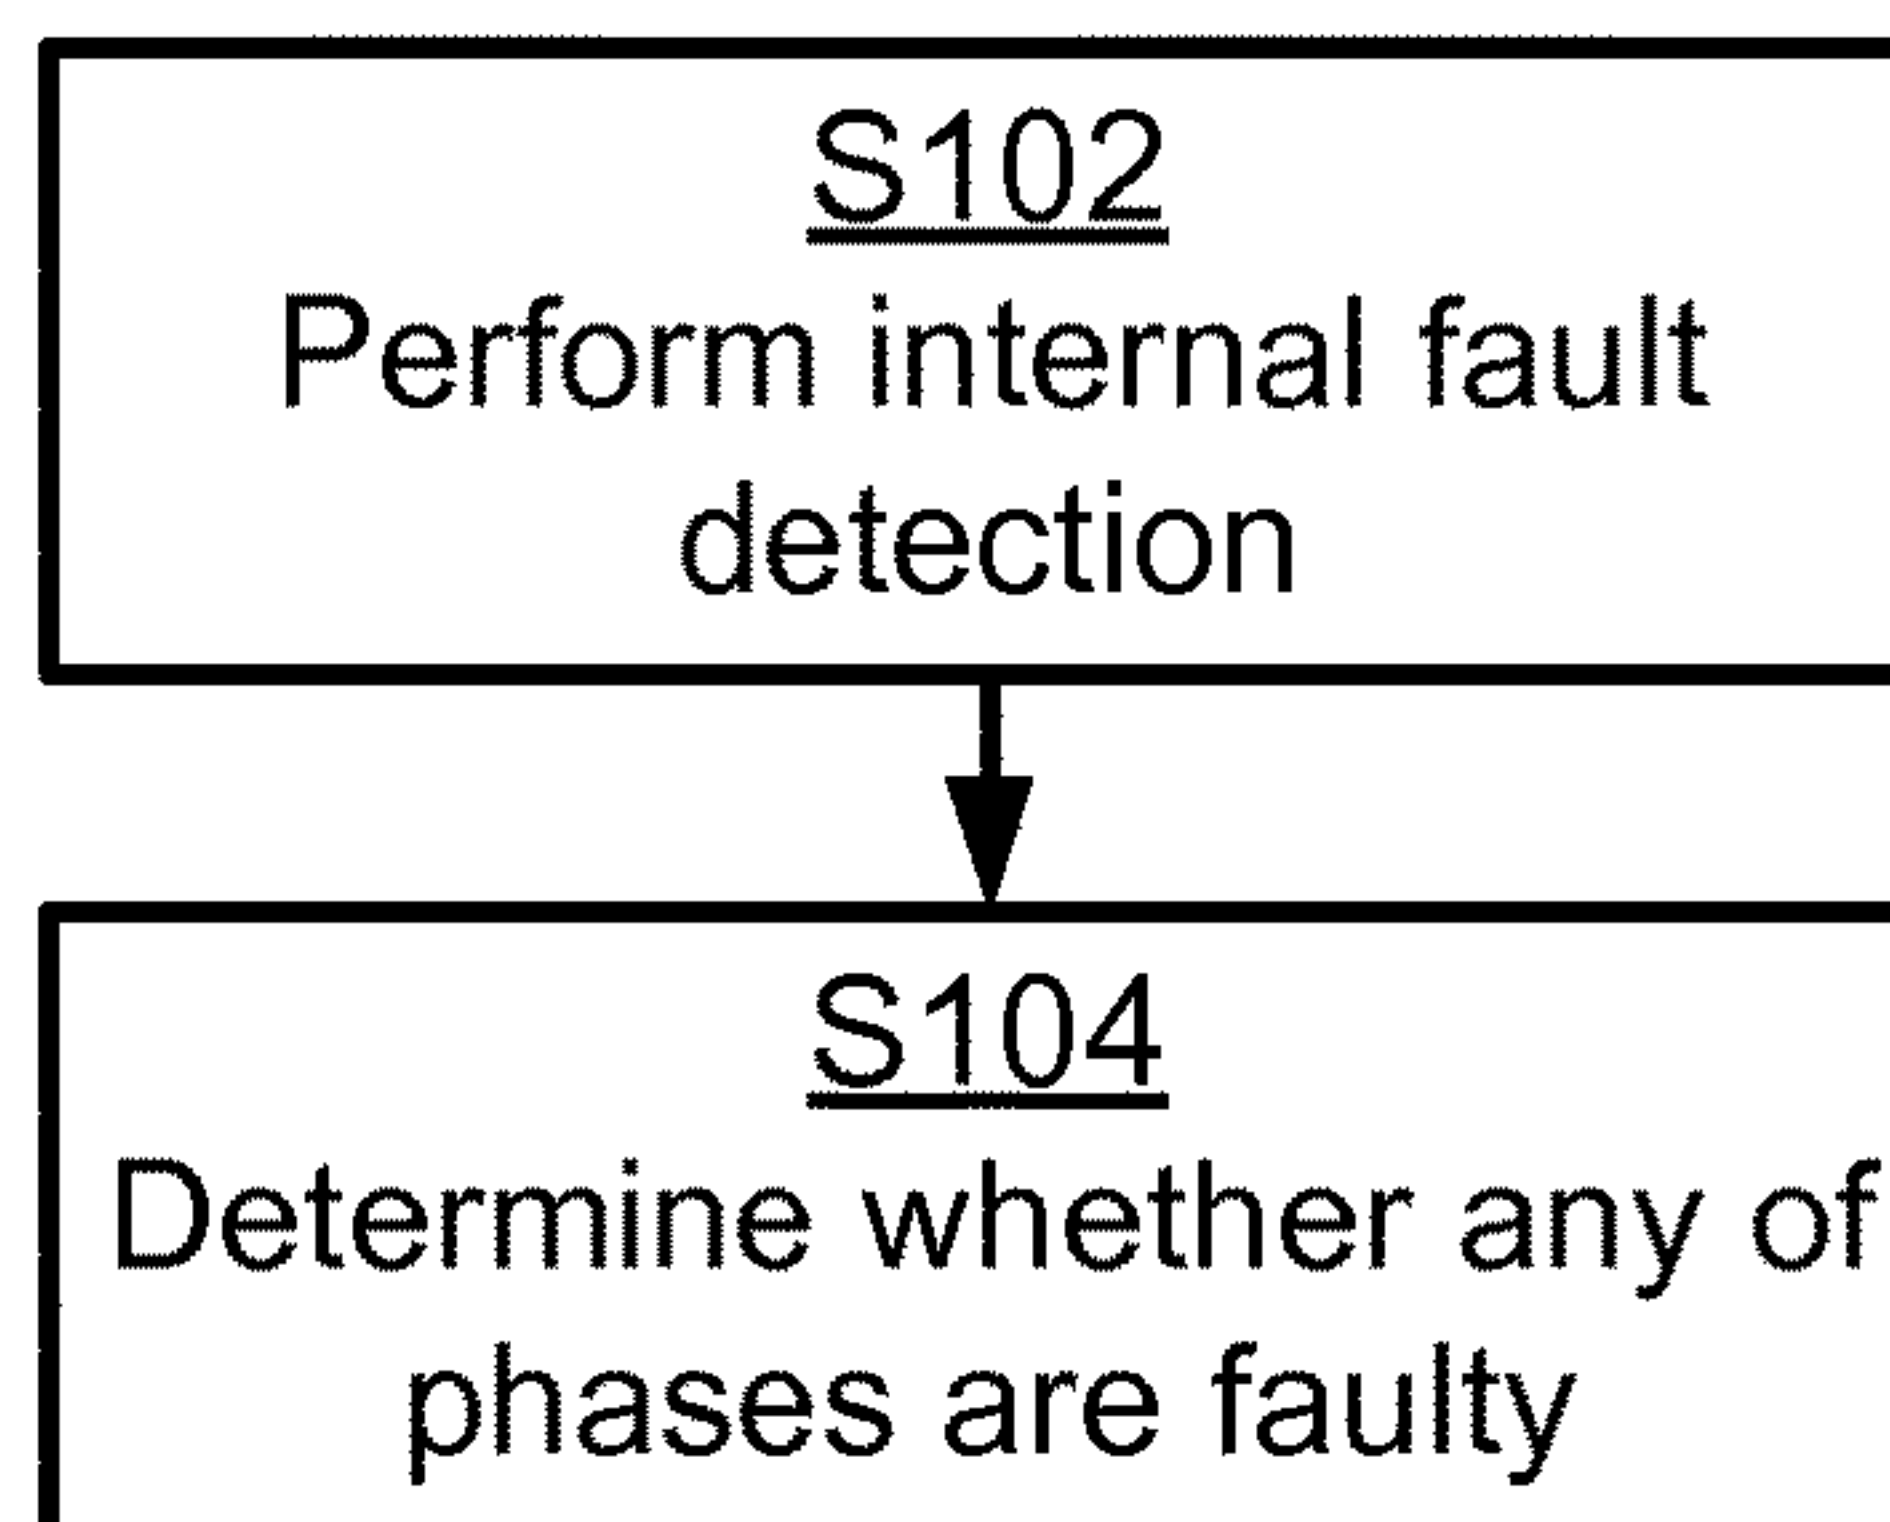 S102
Perform internal fault
detection
S104
Determine whether any of
phases are faulty